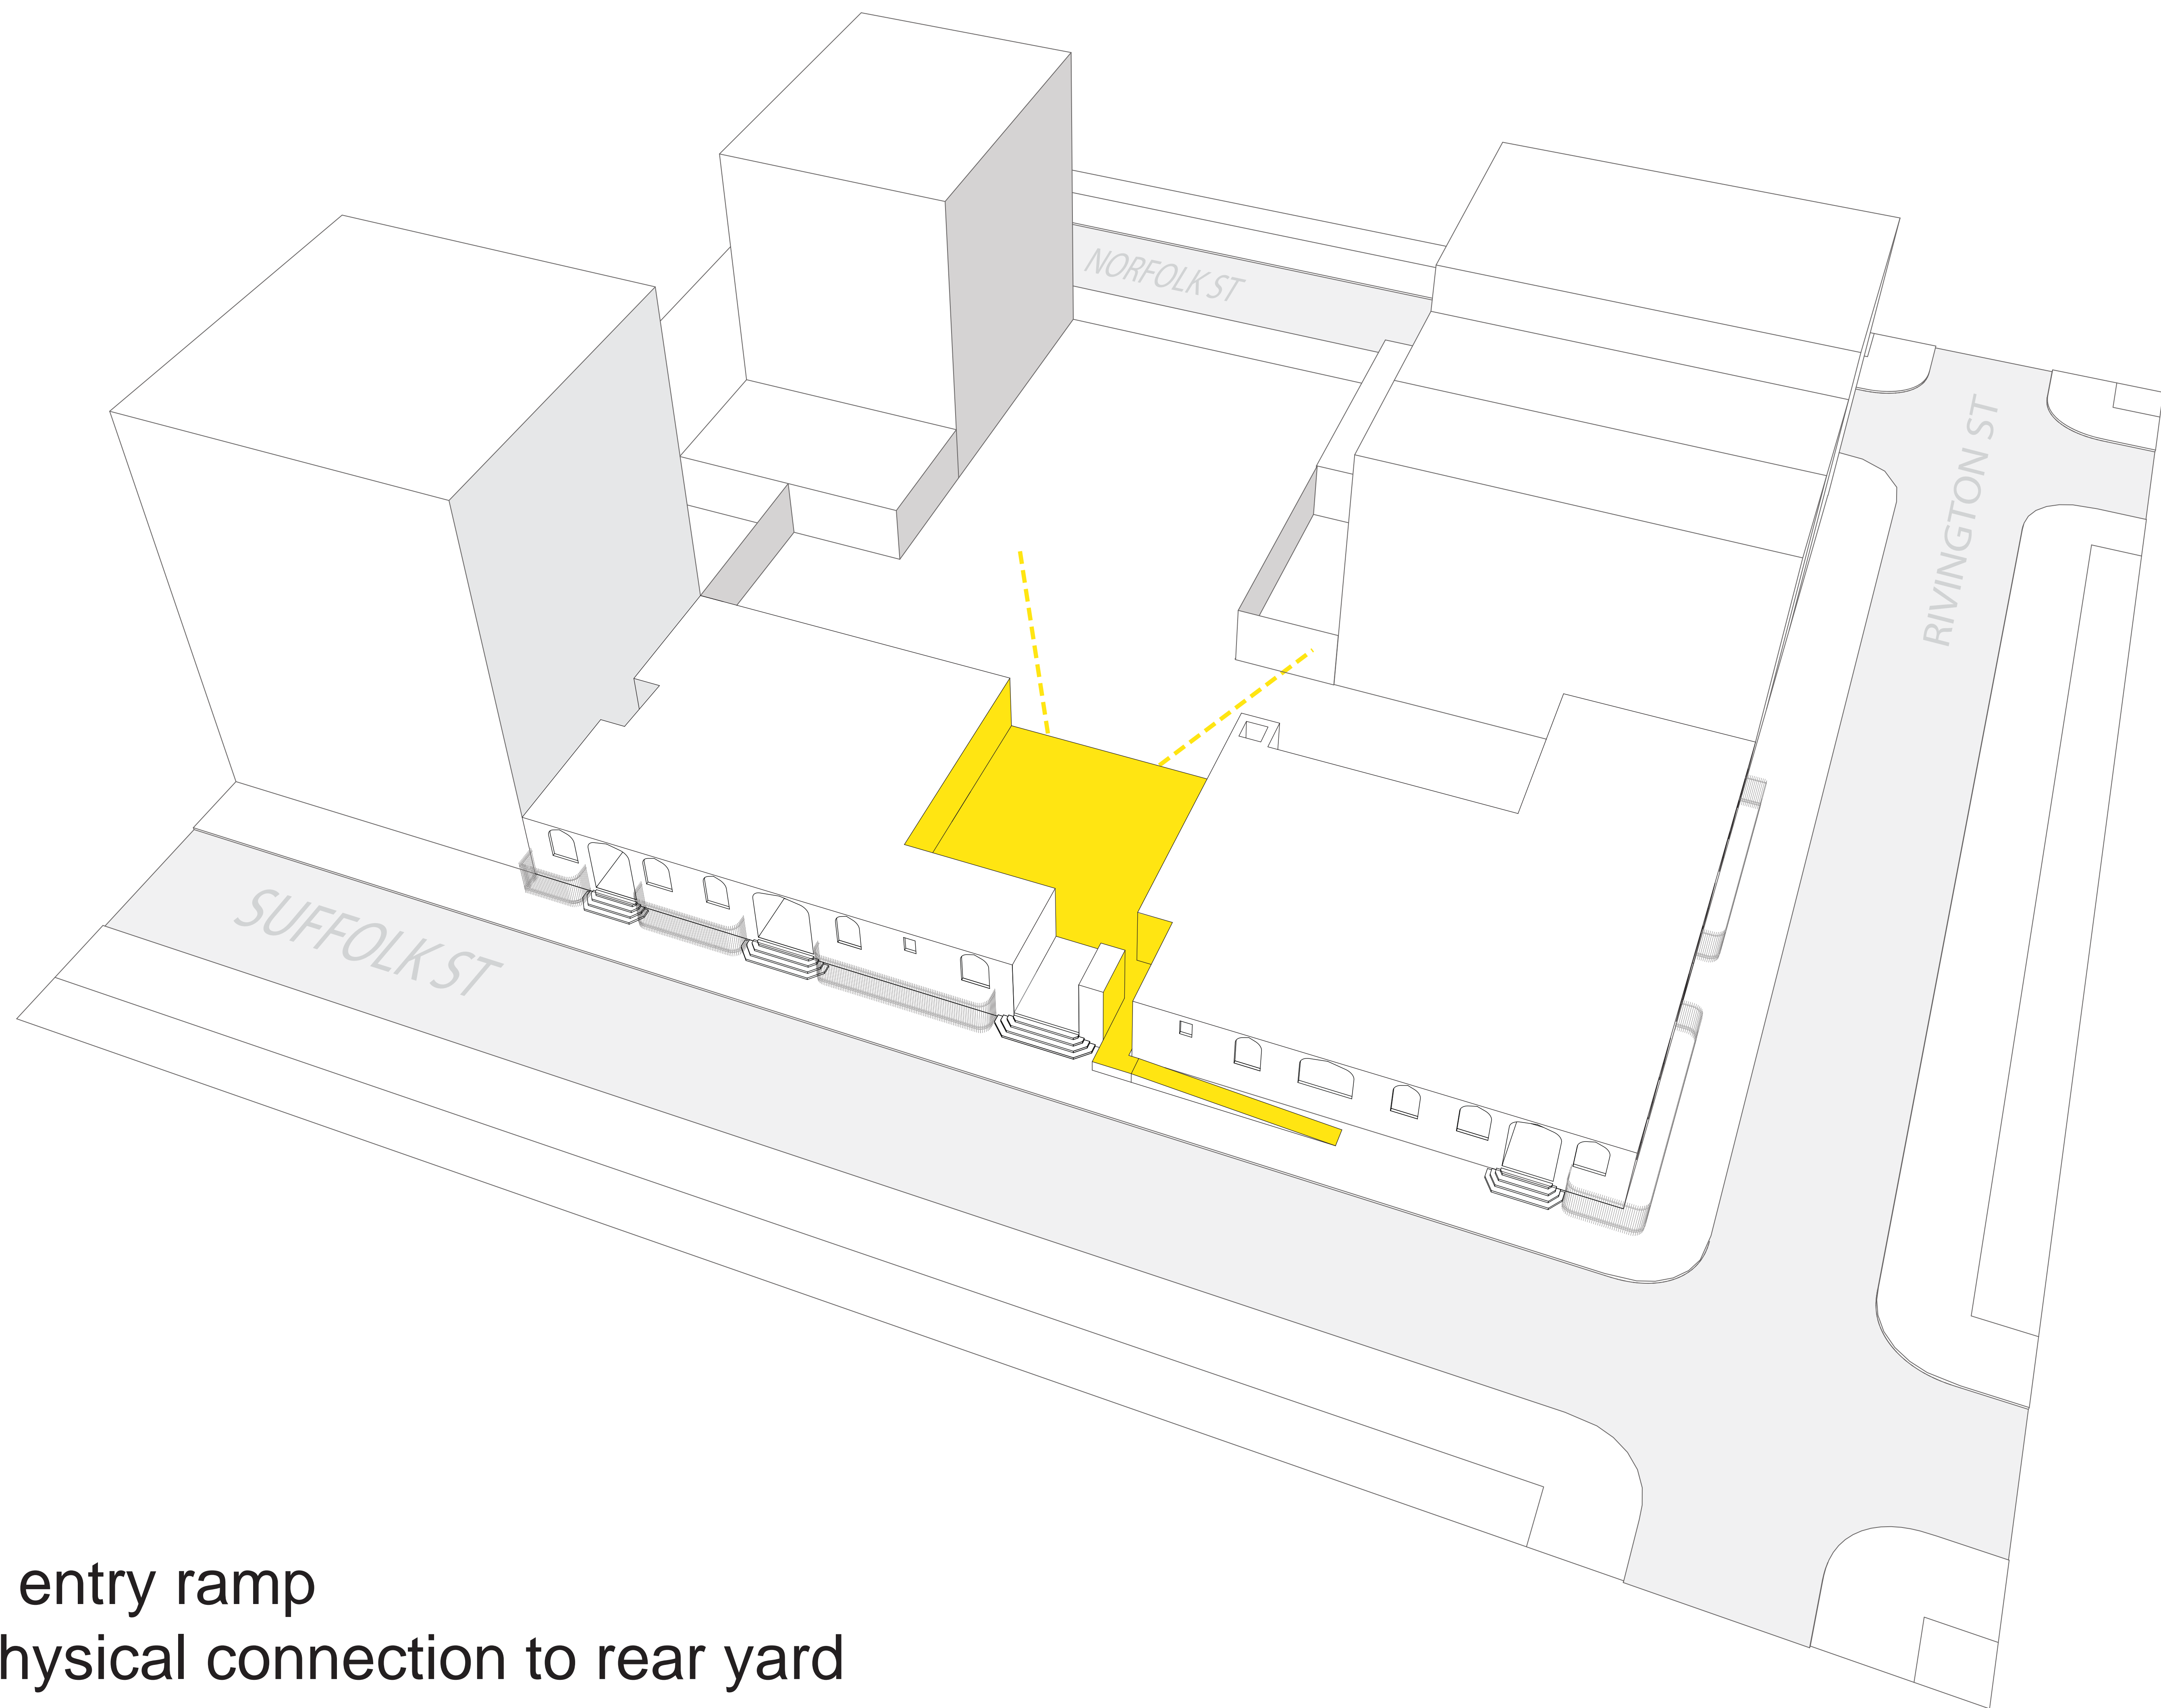 NORFOLK ST
RIVINGTON ST
SUFFOLK ST
entry ramp
hysical connection to rear yard